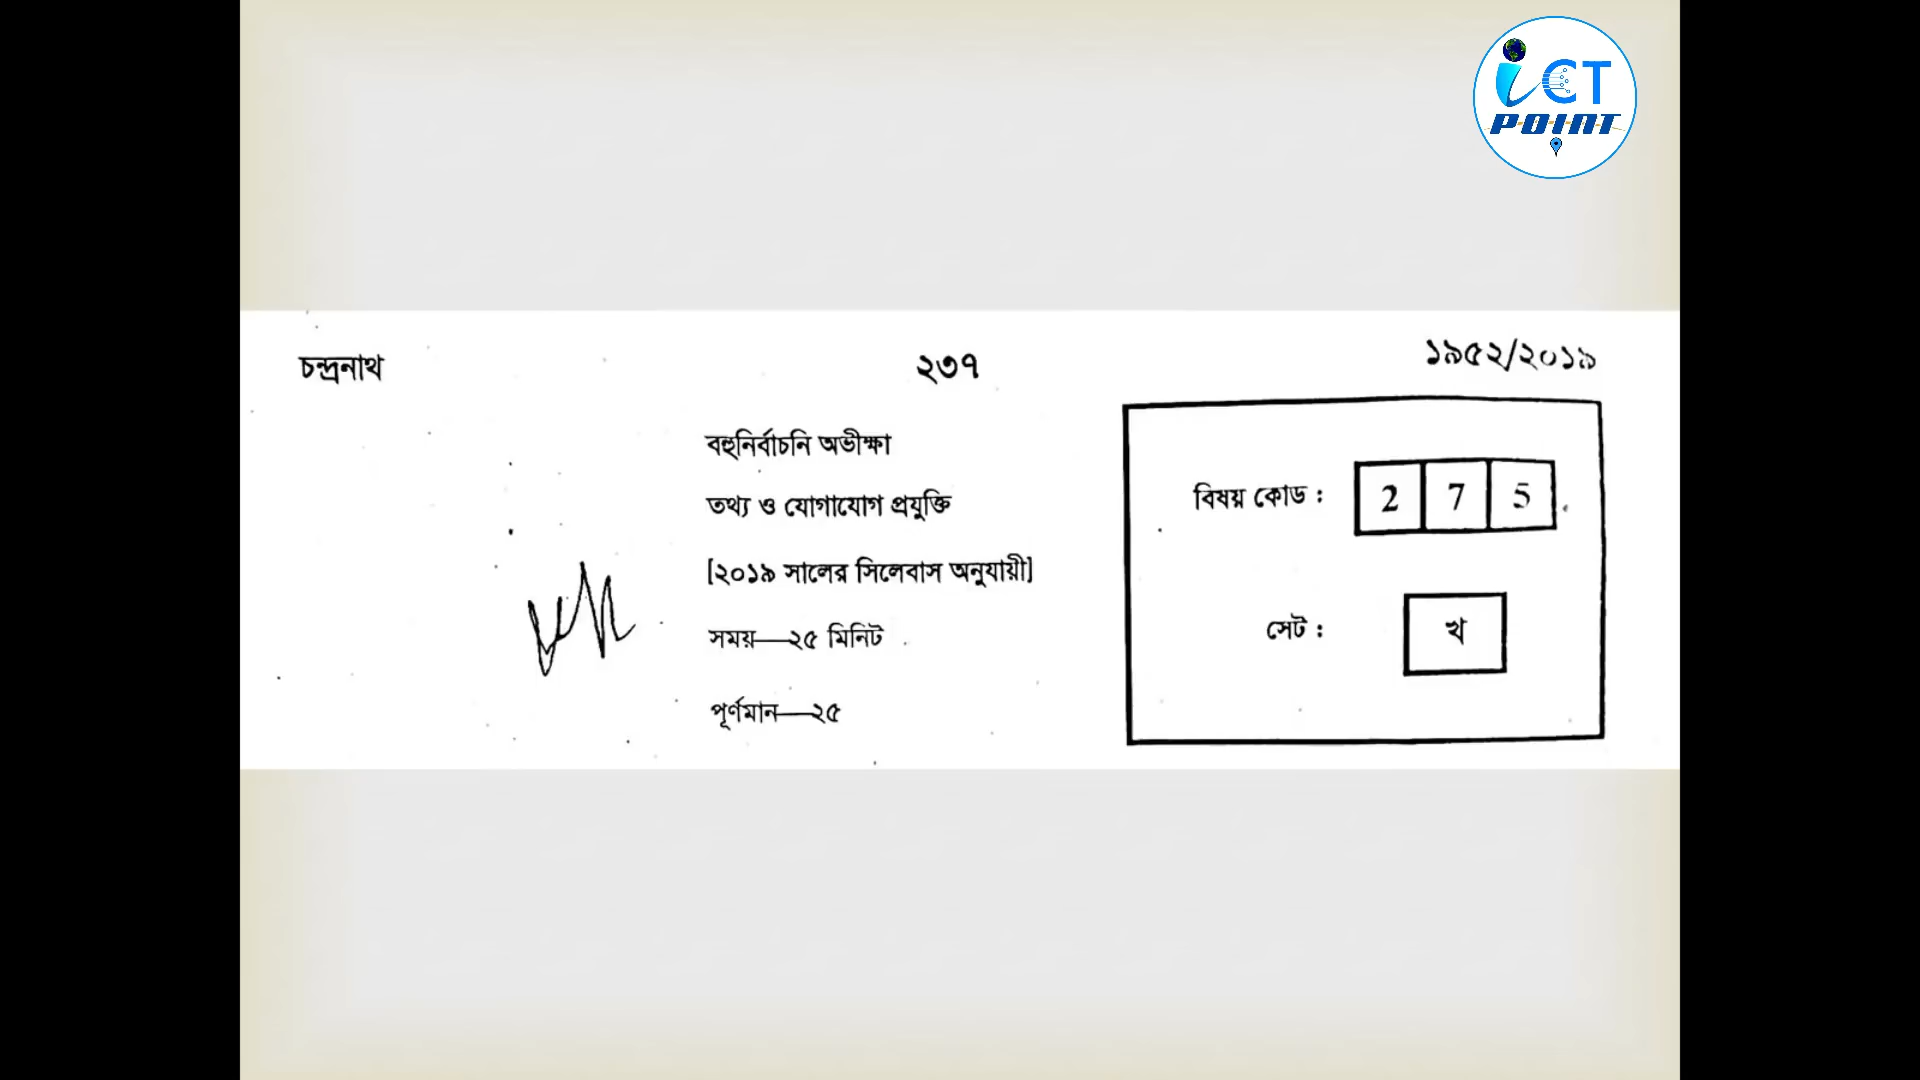 iCT
POINT
চন্দ্রনাথ
২৩৭
১৯৫২/২০১৯
বহুনির্বাচনি অভীক্ষা
তথ্য ও যোগাযোগ প্রযুক্তি
[২০১৯ সালের সিলেবাস অনুযায়ী]
সময়—২৫ মিনিট
পূর্ণমান—২৫
বিষয় কোড : 2 7 5
সেট : খ